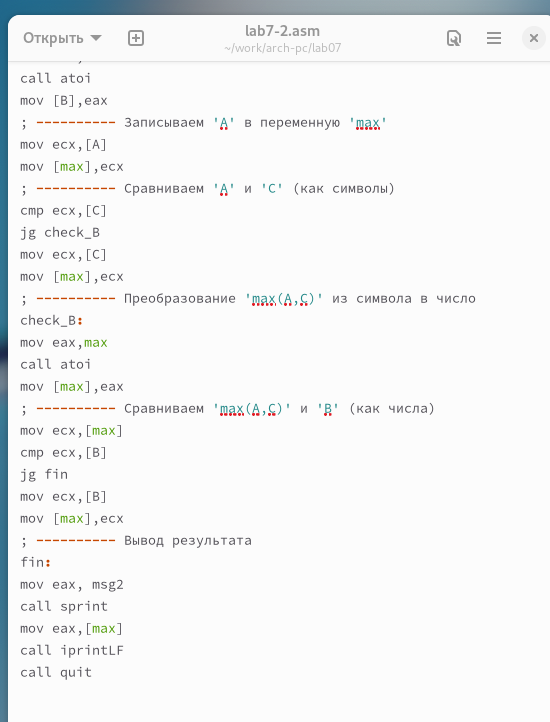 Открыть
lab7-2.asm
~/work/arch-pc/lab07
call atoi
mov [B],eax
; ---------- Записываем 'A' в переменную 'max'
mov ecx,[A]
mov [max],ecx
; ---------- Сравниваем 'A' и 'С' (как символы)
cmp ecx,[C]
jg check_B
mov ecx,[C]
mov [max],ecx
; ---------- Преобразование 'max(A,C)' из символа в число
check_B:
mov eax,max
call atoi
mov [max],eax
; ---------- Сравниваем 'max(A,C)' и 'B' (как числа)
mov ecx,[max]
cmp ecx,[B]
jg fin
mov ecx,[B]
mov [max],ecx
; ---------- Вывод результата
fin:
mov eax, msg2
call sprint
mov eax,[max]
call iprintLF
call quit